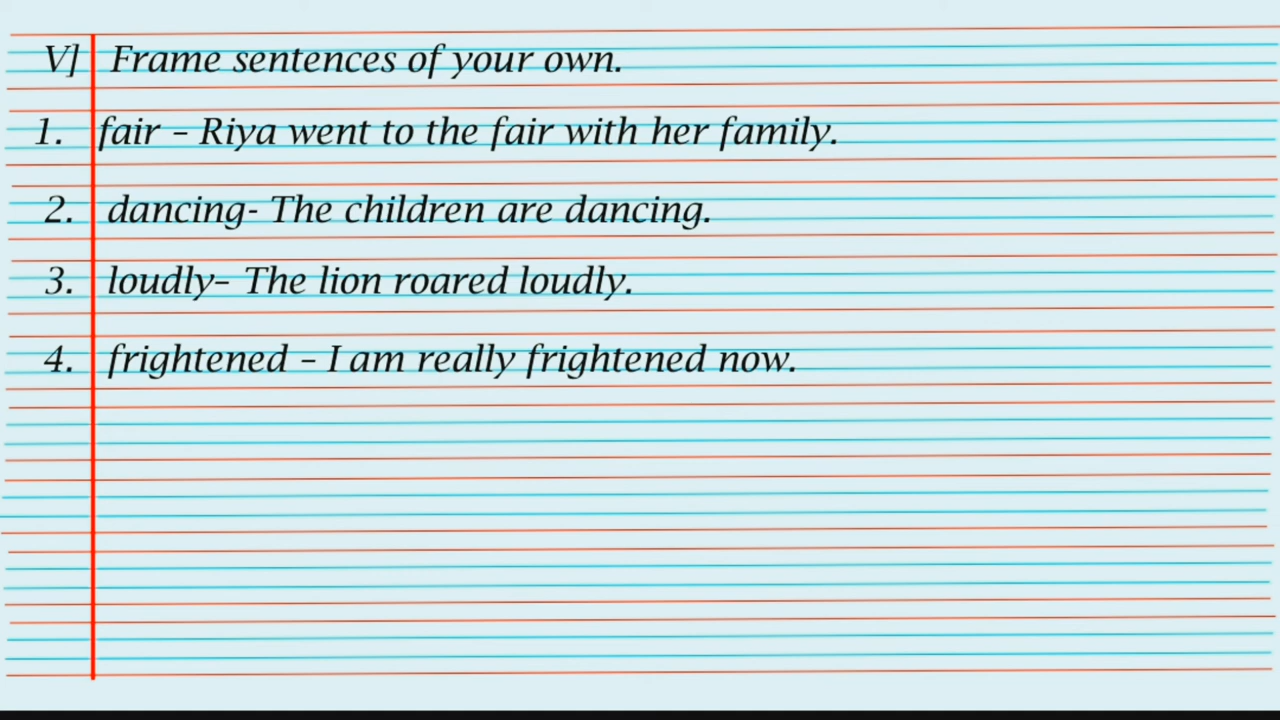 V] Frame sentences of your own.
1. fair – Riya went to the fair with her family.
2. dancing- The children are dancing.
3. loudly– The lion roared loudly.
4. frightened – I am really frightened now.